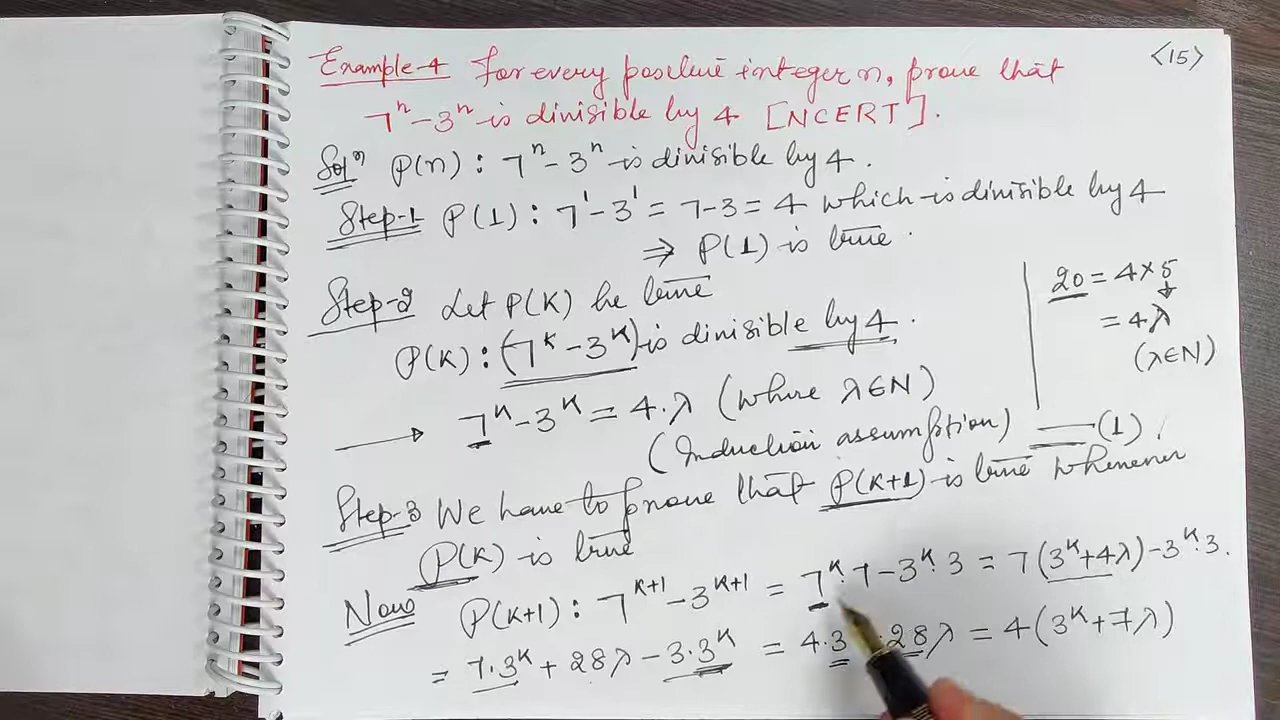 <15>
Example-4 For every positive integer n, prove that
7ⁿ-3ⁿ is divisible by 4 [NCERT].
Solⁿ P(n) : 7ⁿ-3ⁿ is divisible by 4.
Step-1 P(1) : 7¹-3¹ = 7-3 = 4 which is divisible by 4
⇒ P(1) is true.
Step-2 Let P(K) be true
P(K) : (7ᴷ-3ᴷ) is divisible by 4.
→ 7ᴷ-3ᴷ = 4.λ (where λ∈N)
(Induction assumption) —(1)
20 = 4×5
= 4λ
(λ∈N)
Step-3 We have to prove that P(K+1) is true whenever
P(K) is true
Now P(K+1) : 7ᴷ⁺¹-3ᴷ⁺¹ = 7ᴷ.7-3ᴷ.3 = 7(3ᴷ+4λ)-3ᴷ.3.
= 7.3ᴷ+28λ-3.3ᴷ = 4.3 28λ = 4(3ᴷ+7λ)